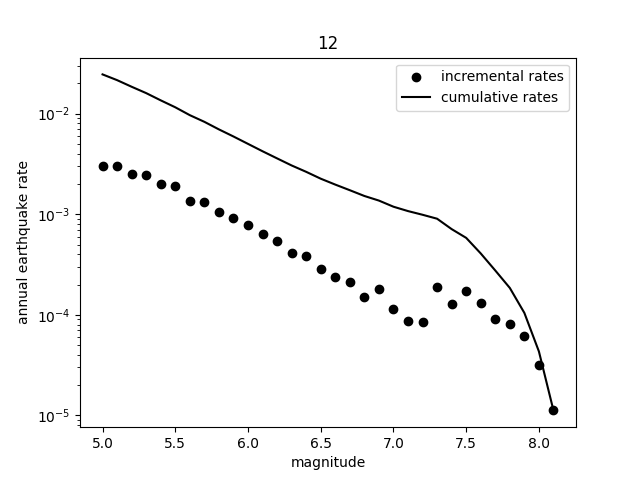 12
incremental rates
cumulative rates
annual earthquake rate
10⁻²
10⁻³
10⁻⁴
10⁻⁵
5.0 5.5 6.0 6.5 7.0 7.5 8.0
magnitude